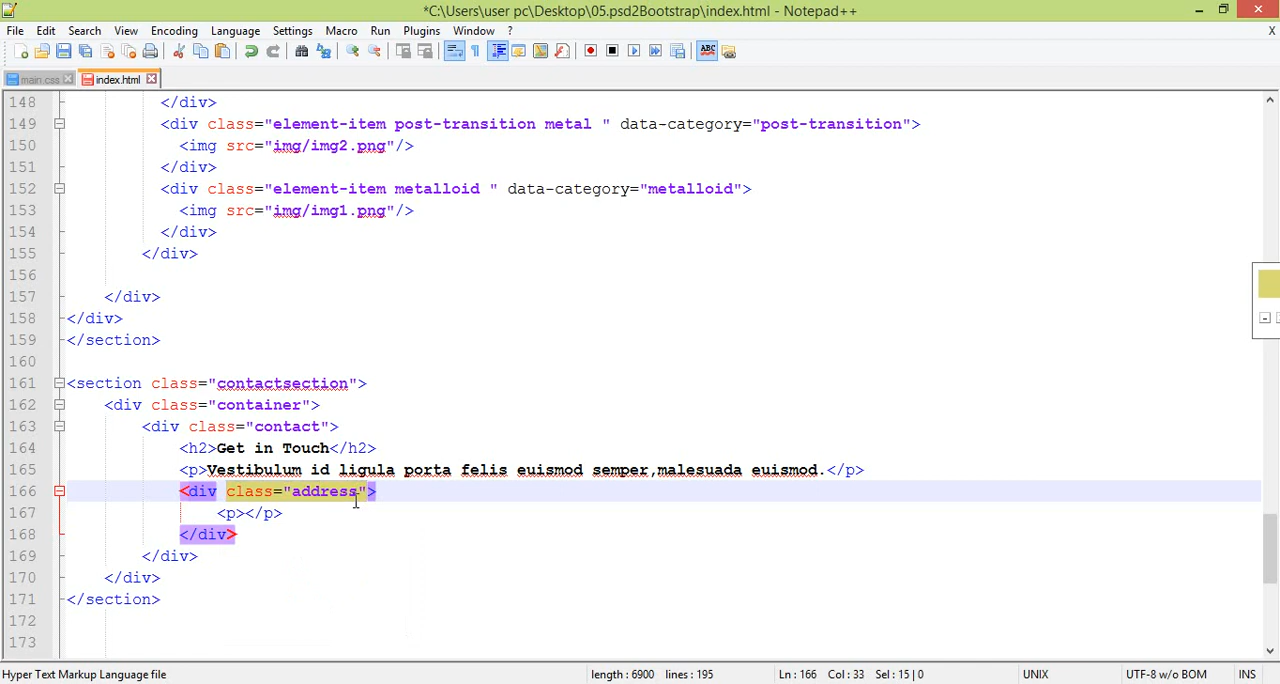 *C:\Users\user pc\Desktop\05.psd2Bootstrap\index.html - Notepad++
File Edit Search View Encoding Language Settings Macro Run Plugins Window ? X
main.css index.html
148 </div>
149 <div class="element-item post-transition metal " data-category="post-transition">
150 <img src="img/img2.png"/>
151 </div>
152 <div class="element-item metalloid " data-category="metalloid">
153 <img src="img/img1.png"/>
154 </div>
155 </div>
156
157 </div>
158 </div>
159 </section>
160
161 <section class="contactsection">
162 <div class="container">
163 <div class="contact">
164 <h2>Get in Touch</h2>
165 <p>Vestibulum id ligula porta felis euismod semper,malesuada euismod.</p>
166 <div class="address">
167 <p></p>
168 </div>
169 </div>
170 </div>
171 </section>
172
173
Hyper Text Markup Language file length : 6900 lines : 195 Ln : 166 Col : 33 Sel : 15 | 0 UNIX UTF-8 w/o BOM INS